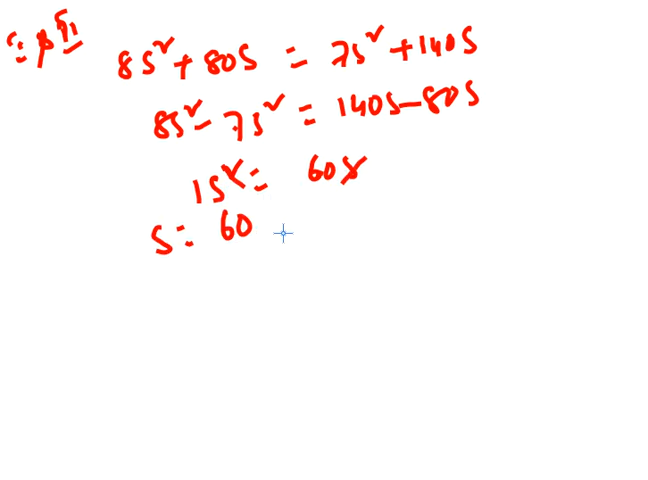 8S² + 80S = 7S² + 140S
8S² - 7S² = 140S - 80S
1S² = 60S
S = 60